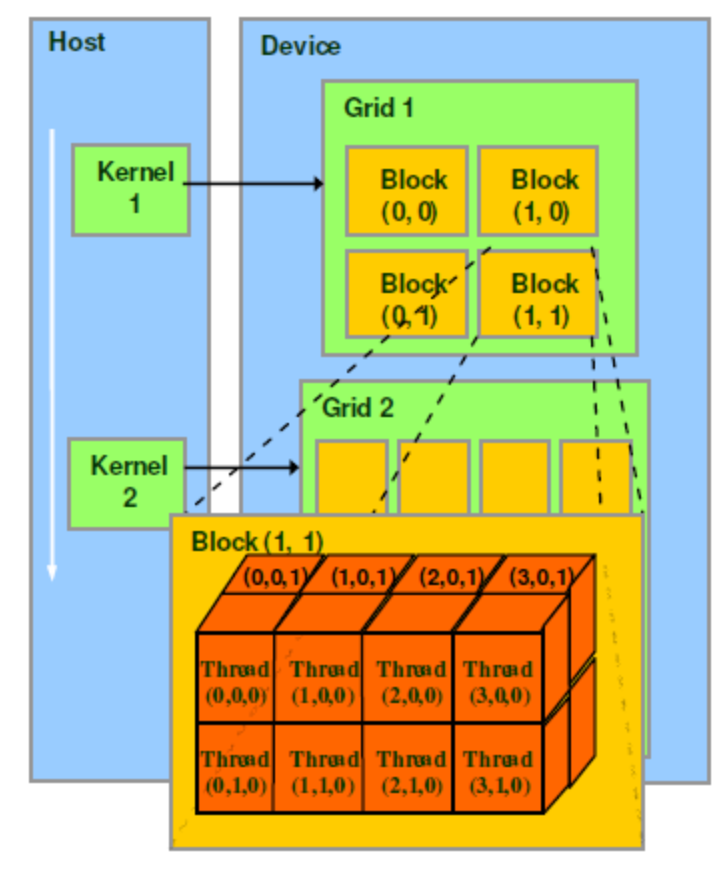 Host
Device
Grid 1
Kernel
1
Block
(0, 0)
Block
(1, 0)
Block
(0, 1)
Block
(1, 1)
Grid 2
Kernel
2
Block (1, 1)
(0,0,1)
(1,0,1)
(2,0,1)
(3,0,1)
Thread
(0,0,0)
Thread
(1,0,0)
Thread
(2,0,0)
Thread
(3,0,0)
Thread
(0,1,0)
Thread
(1,1,0)
Thread
(2,1,0)
Thread
(3,1,0)